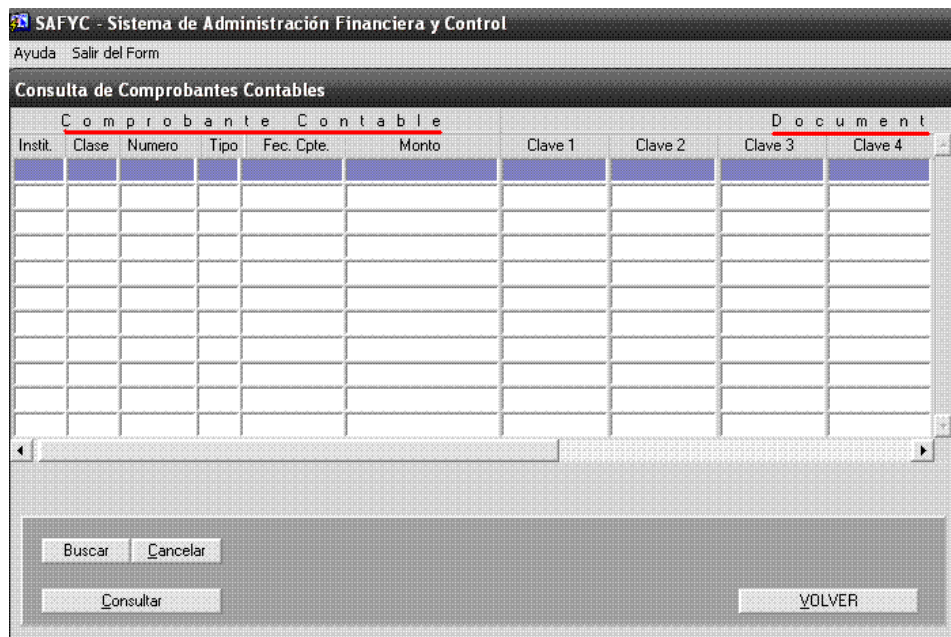 SAFYC - Sistema de Administración Financiera y Control
Ayuda Salir del Form
Consulta de Comprobantes Contables
Comprobante Contable Document
Instit. Clase Numero Tipo Fec. Cpte. Monto Clave 1 Clave 2 Clave 3 Clave 4
Buscar Cancelar
Consultar VOLVER